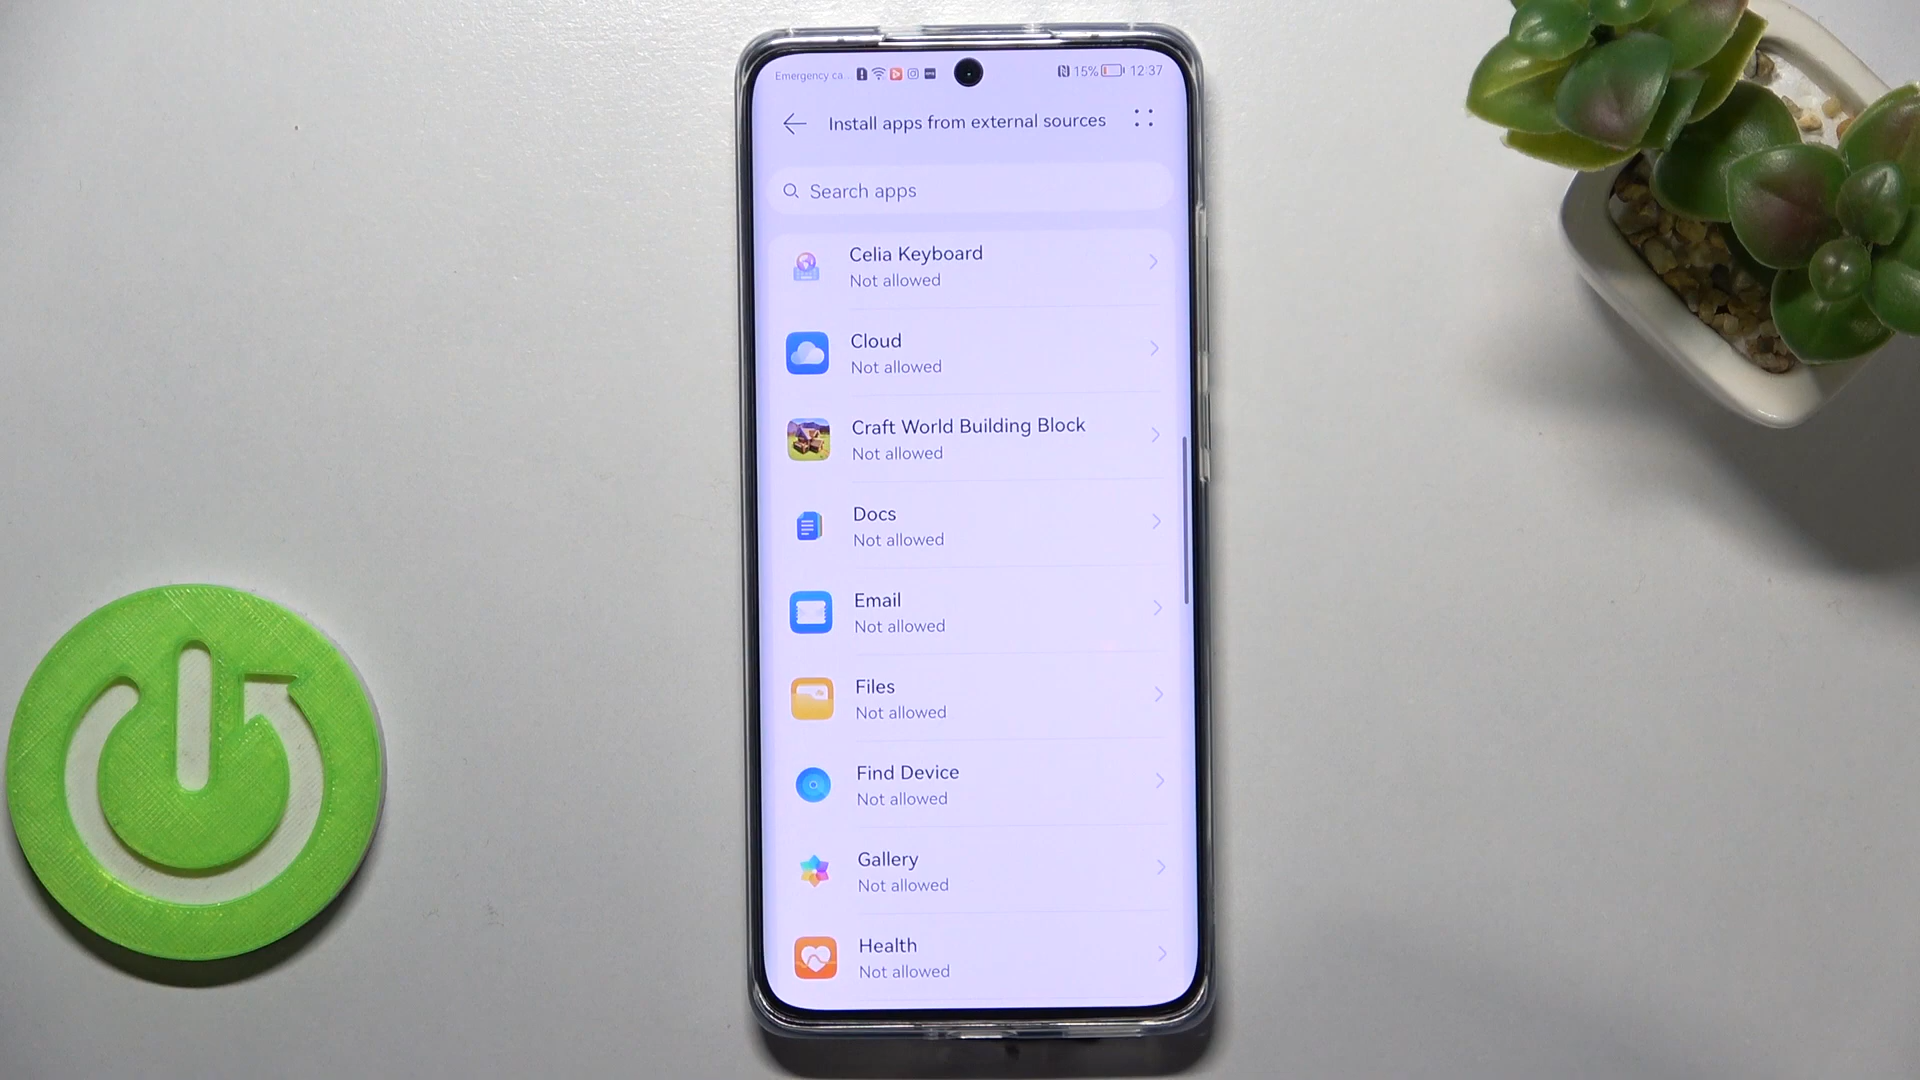 Emergency ca... 15% 12:37
Install apps from external sources
Search apps
Celia Keyboard
Not allowed
Cloud
Not allowed
Craft World Building Block
Not allowed
Docs
Not allowed
Email
Not allowed
Files
Not allowed
Find Device
Not allowed
Gallery
Not allowed
Health
Not allowed